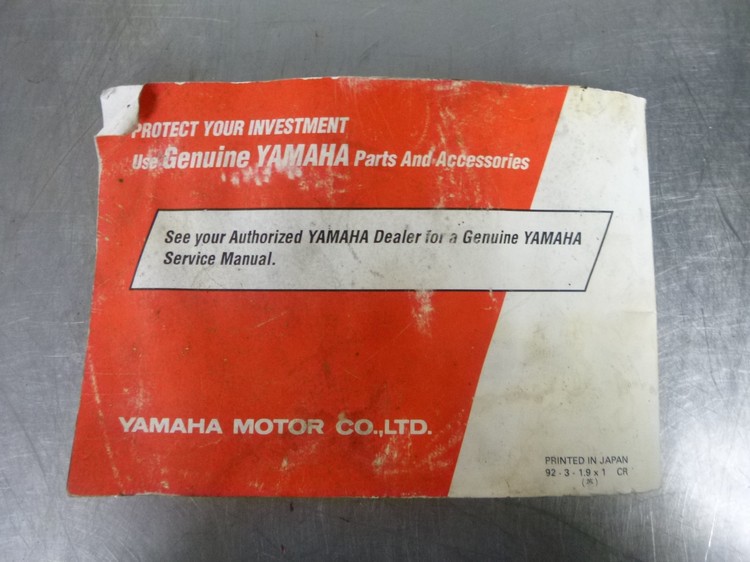 PROTECT YOUR INVESTMENT
Use Genuine YAMAHA Parts And Accessories
See your Authorized YAMAHA Dealer for a Genuine YAMAHA
Service Manual.
YAMAHA MOTOR CO.,LTD.
PRINTED IN JAPAN
92 - 3 - 1.9 x 1 CR
(英)